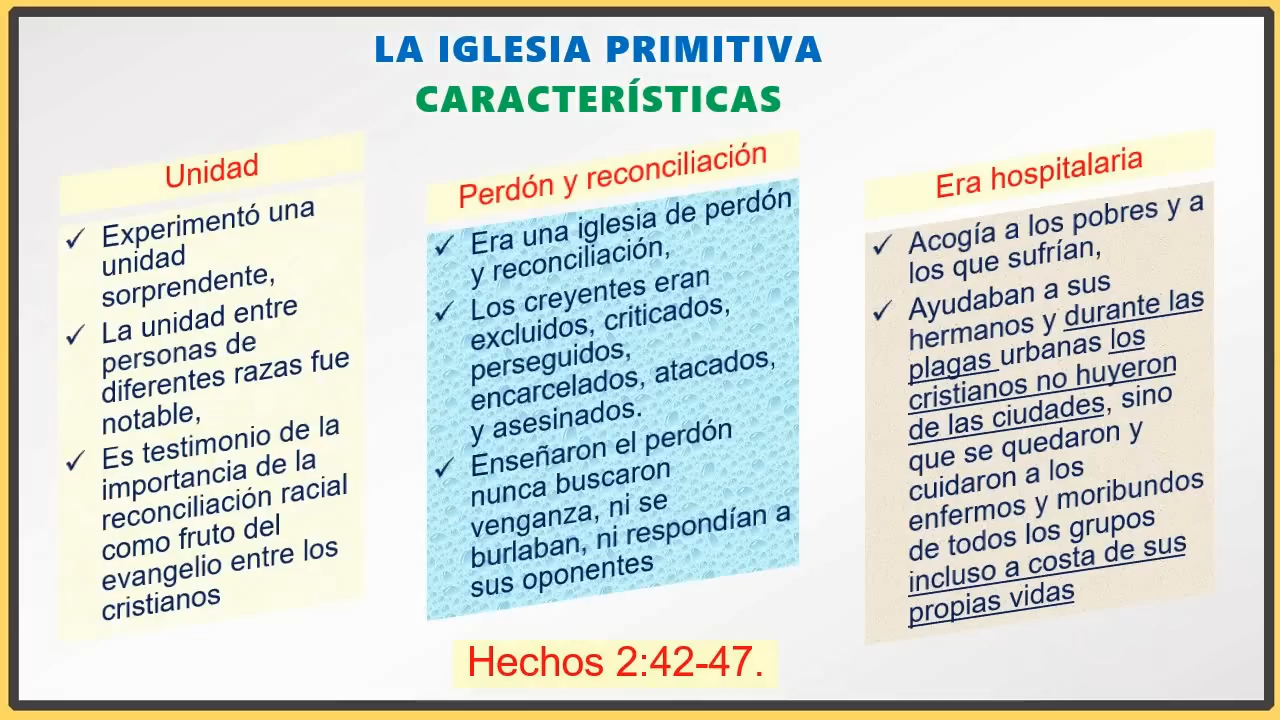 LA IGLESIA PRIMITIVA
CARACTERÍSTICAS
Unidad
✓ Experimentó una
unidad
sorprendente,
✓ La unidad entre
personas de
diferentes razas fue
notable,
✓ Es testimonio de la
importancia de la
reconciliación racial
como fruto del
evangelio entre los
cristianos
Perdón y reconciliación
✓ Era una iglesia de perdón
y reconciliación,
✓ Los creyentes eran
excluidos, criticados,
perseguidos,
encarcelados, atacados,
y asesinados.
✓ Enseñaron el perdón
nunca buscaron
venganza, ni se
burlaban, ni respondían a
sus oponentes
Era hospitalaria
✓ Acogía a los pobres y a
los que sufrían,
✓ Ayudaban a sus
hermanos y durante las
plagas urbanas los
cristianos no huyeron
de las ciudades, sino
que se quedaron y
cuidaron a los
enfermos y moribundos
de todos los grupos
incluso a costa de sus
propias vidas
Hechos 2:42-47.